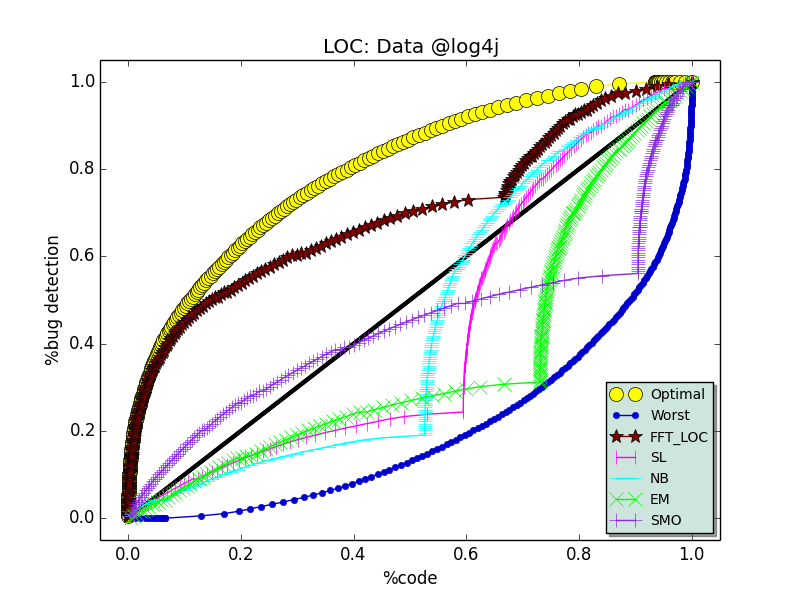 LOC: Data @log4j
%bug detection
1.0
0.8
0.6
0.4
0.2
0.0
0.0 0.2 0.4 0.6 0.8 1.0
%code
Optimal
Worst
FFT_LOC
SL
NB
EM
SMO